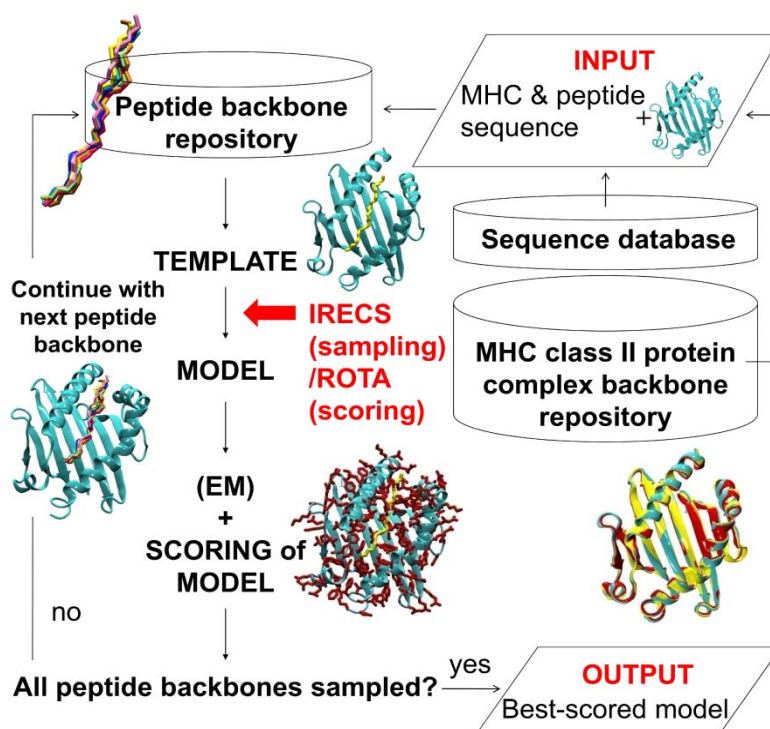 INPUT
MHC & peptide
sequence
+
Peptide backbone
repository
Sequence database
TEMPLATE
Continue with
next peptide
backbone
IRECS
(sampling)
/ROTA
(scoring)
MHC class II protein
complex backbone
repository
MODEL
(EM)
+
SCORING of
MODEL
no
All peptide backbones sampled?
yes
OUTPUT
Best-scored model